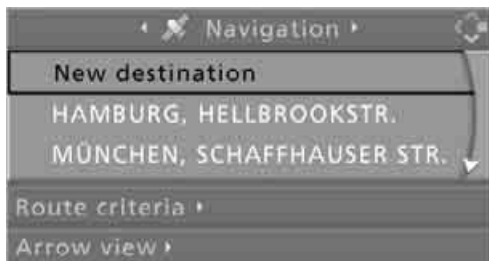 Navigation
New destination
HAMBURG, HELLBROOKSTR.
MÜNCHEN, SCHAFFHAUSER STR.
Route criteria
Arrow view